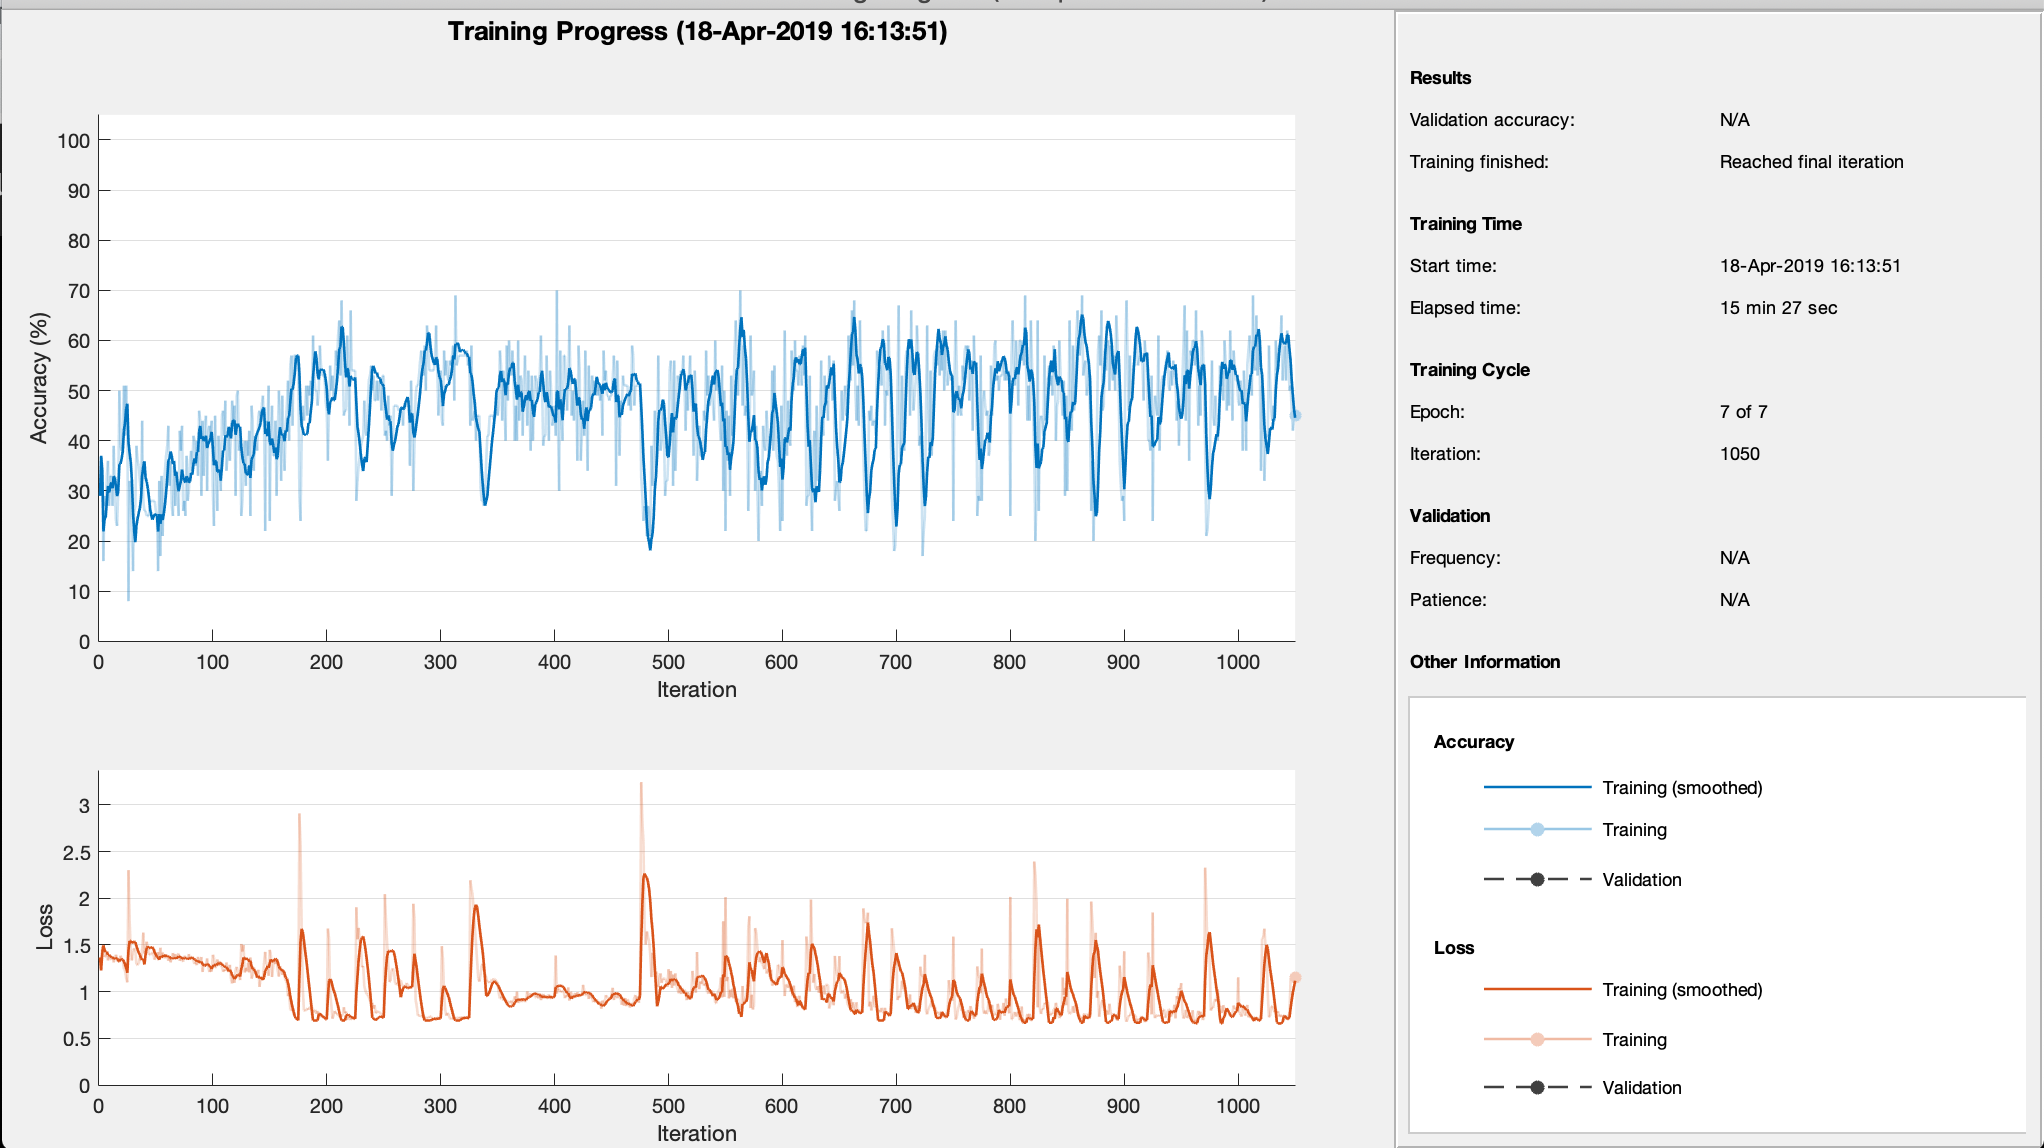 Training Progress (18-Apr-2019 16:13:51)
100
90
80
70
60
50
40
30
20
10
0
Accuracy (%)
0 100 200 300 400 500 600 700 800 900 1000
Iteration
3
2.5
2
1.5
1
0.5
0
Loss
0 100 200 300 400 500 600 700 800 900 1000
Iteration
Results
Validation accuracy: N/A
Training finished: Reached final iteration
Training Time
Start time: 18-Apr-2019 16:13:51
Elapsed time: 15 min 27 sec
Training Cycle
Epoch: 7 of 7
Iteration: 1050
Validation
Frequency: N/A
Patience: N/A
Other Information
Accuracy
Training (smoothed)
Training
Validation
Loss
Training (smoothed)
Training
Validation